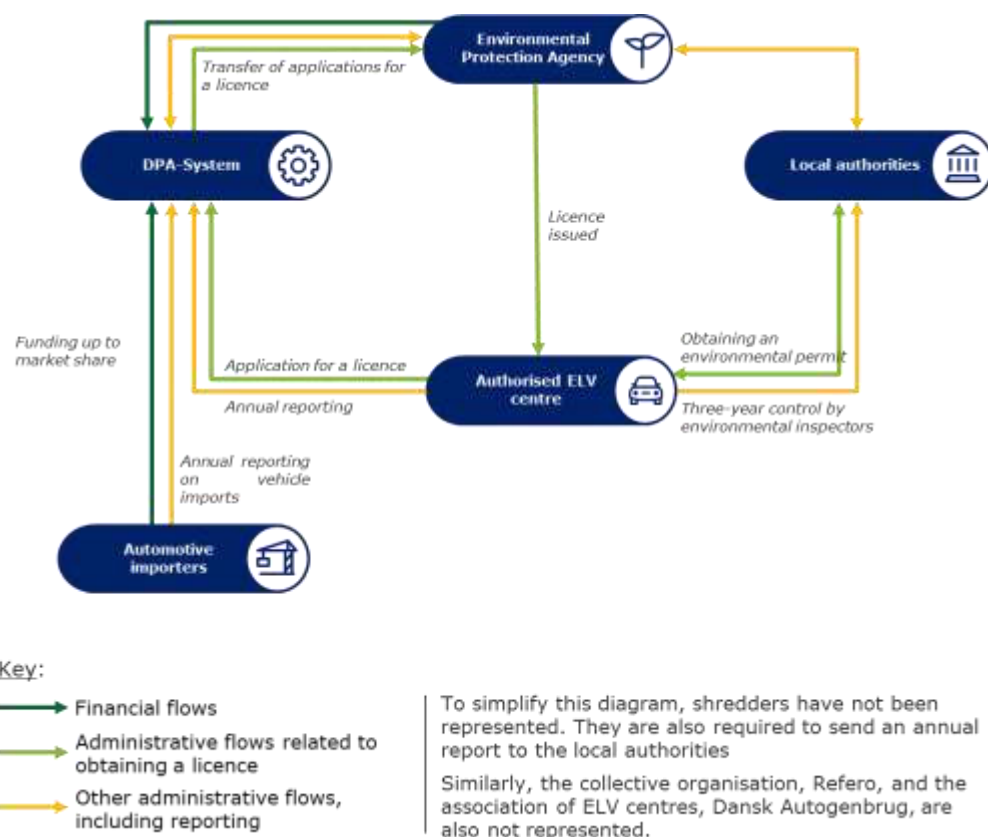 Environmental
Protection Agency
Transfer of applications for
a licence
DPA-System
Local authorities
Licence
issued
Funding up to
market share
Obtaining an
environmental permit
Application for a licence
Authorised ELV
centre
Annual reporting
Three-year control by
environmental inspectors
Annual reporting
on vehicle
imports
Automotive
importers
Key:
Financial flows
Administrative flows related to
obtaining a licence
Other administrative flows,
including reporting
To simplify this diagram, shredders have not been
represented. They are also required to send an annual
report to the local authorities
Similarly, the collective organisation, Refero, and the
association of ELV centres, Dansk Autogenbrug, are
also not represented.